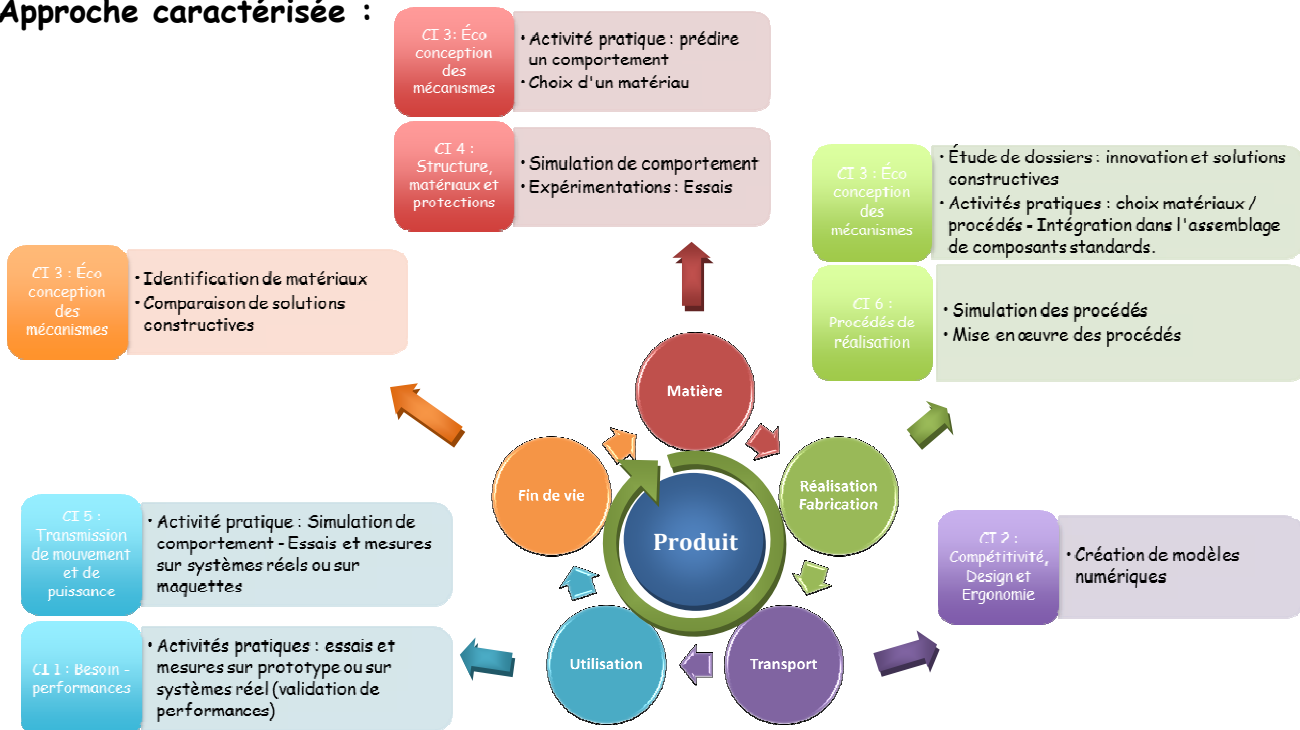 Approche caractérisée :
CI 3: Éco
conception
des
mécanismes
• Activité pratique : prédire
un comportement
• Choix d'un matériau
CI 4 :
Structure,
matériaux et
protections
• Simulation de comportement
• Expérimentations : Essais
CI 3 : Éco
conception
des
mécanismes
• Étude de dossiers : innovation et solutions
constructives
• Activités pratiques : choix matériaux /
procédés - Intégration dans l'assemblage
de composants standards.
CI 6 :
Procédés de
réalisation
• Simulation des procédés
• Mise en œuvre des procédés
CI 3 : Éco
conception
des
mécanismes
• Identification de matériaux
• Comparaison de solutions
constructives
Matière
Réalisation
Fabrication
Fin de vie
Produit
Utilisation
Transport
CI 5 :
Transmission
de mouvement
et de
puissance
• Activité pratique : Simulation de
comportement - Essais et mesures
sur systèmes réels ou sur
maquettes
CI 1 : Besoin -
performances
• Activités pratiques : essais et
mesures sur prototype ou sur
systèmes réel (validation de
performances)
CI 2 :
Compétitivité,
Design et
Ergonomie
• Création de modèles
numériques